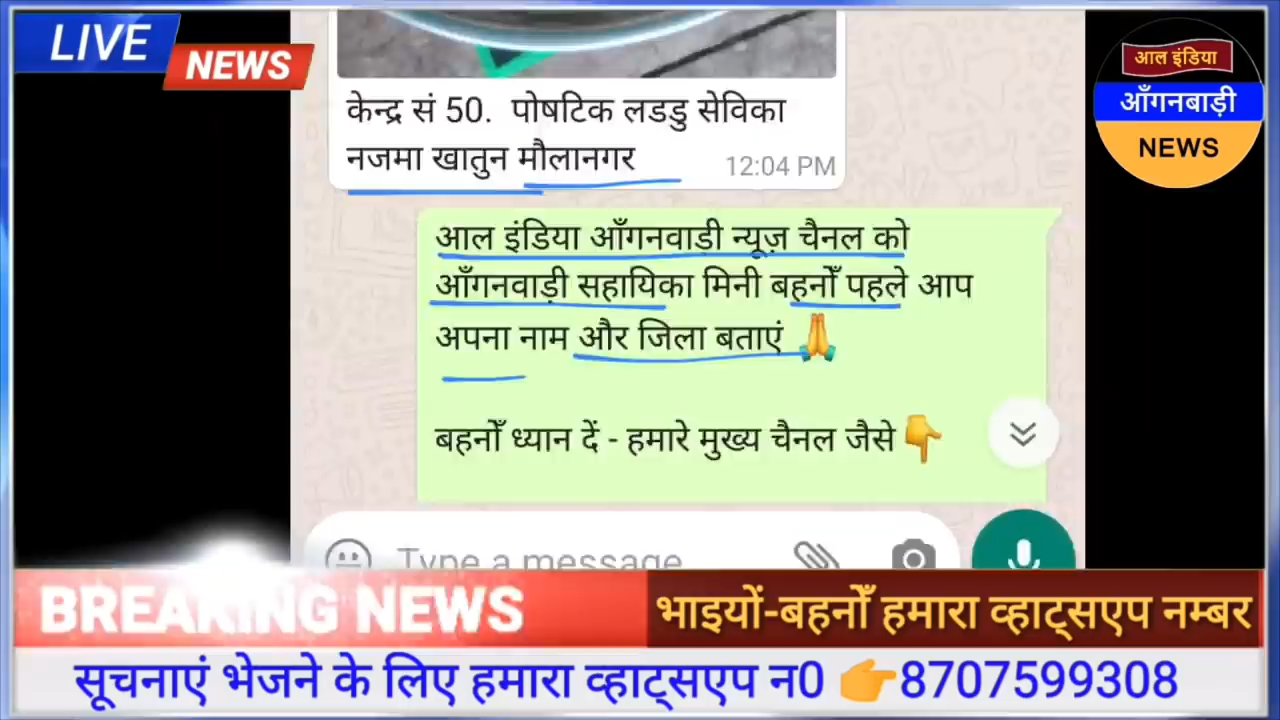 LIVE
NEWS
आल इंडिया
आँगनबाड़ी
NEWS
केन्द्र सं 50. पोषटिक लडडु सेविका
नजमा खातुन मौलानगर
12:04 PM
आल इंडिया आँगनवाडी न्यूज़ चैनल को
आँगनवाड़ी सहायिका मिनी बहनोँ पहले आप
अपना नाम और जिला बताएं 🙏
बहनोँ ध्यान दें - हमारे मुख्य चैनल जैसे 👇
Type a message
BREAKING NEWS
भाइयों-बहनोँ हमारा व्हाट्सएप नम्बर
सूचनाएं भेजने के लिए हमारा व्हाट्सएप न0 👉8707599308